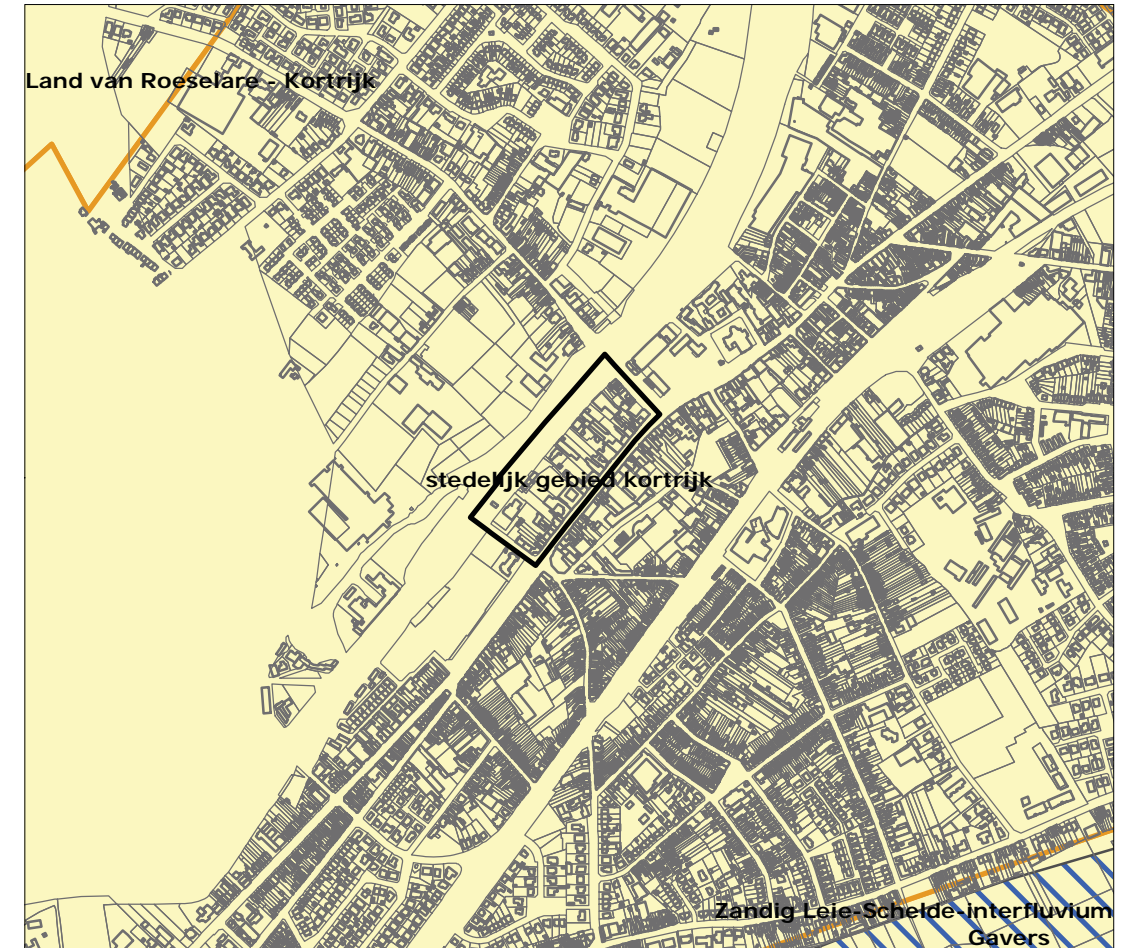 Land van Roeselare - Kortrijk
stedelijk gebied kortrijk
Zandig Leie-Schelde-interfluvium
Gavers